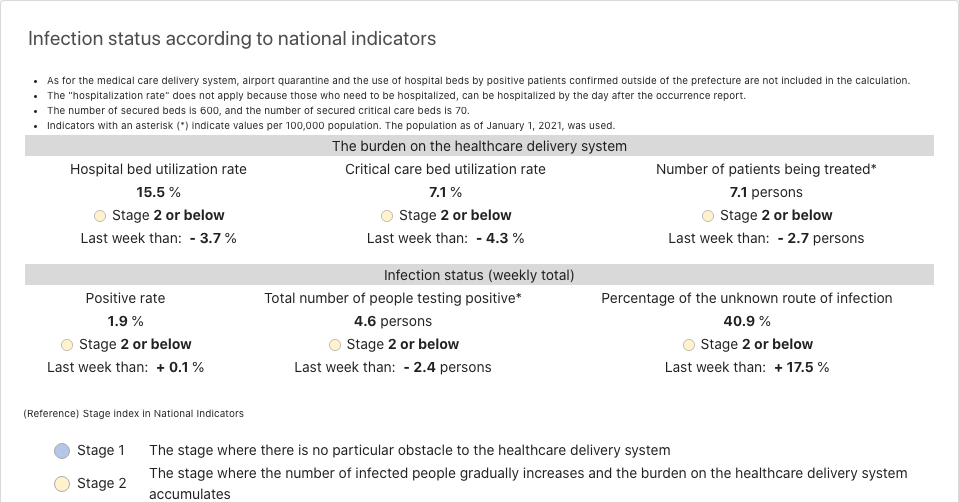 Infection status according to national indicators
• As for the medical care delivery system, airport quarantine and the use of hospital beds by positive patients confirmed outside of the prefecture are not included in the calculation.
• The "hospitalization rate" does not apply because those who need to be hospitalized, can be hospitalized by the day after the occurrence report.
• The number of secured beds is 600, and the number of secured critical care beds is 70.
• Indicators with an asterisk (*) indicate values per 100,000 population. The population as of January 1, 2021, was used.
The burden on the healthcare delivery system
Hospital bed utilization rate Critical care bed utilization rate Number of patients being treated*
15.5 % 7.1 % 7.1 persons
Stage 2 or below Stage 2 or below Stage 2 or below
Last week than: - 3.7 % Last week than: - 4.3 % Last week than: - 2.7 persons
Infection status (weekly total)
Positive rate Total number of people testing positive* Percentage of the unknown route of infection
1.9 % 4.6 persons 40.9 %
Stage 2 or below Stage 2 or below Stage 2 or below
Last week than: + 0.1 % Last week than: - 2.4 persons Last week than: + 17.5 %
(Reference) Stage index in National Indicators
Stage 1 The stage where there is no particular obstacle to the healthcare delivery system
Stage 2 The stage where the number of infected people gradually increases and the burden on the healthcare delivery system
accumulates